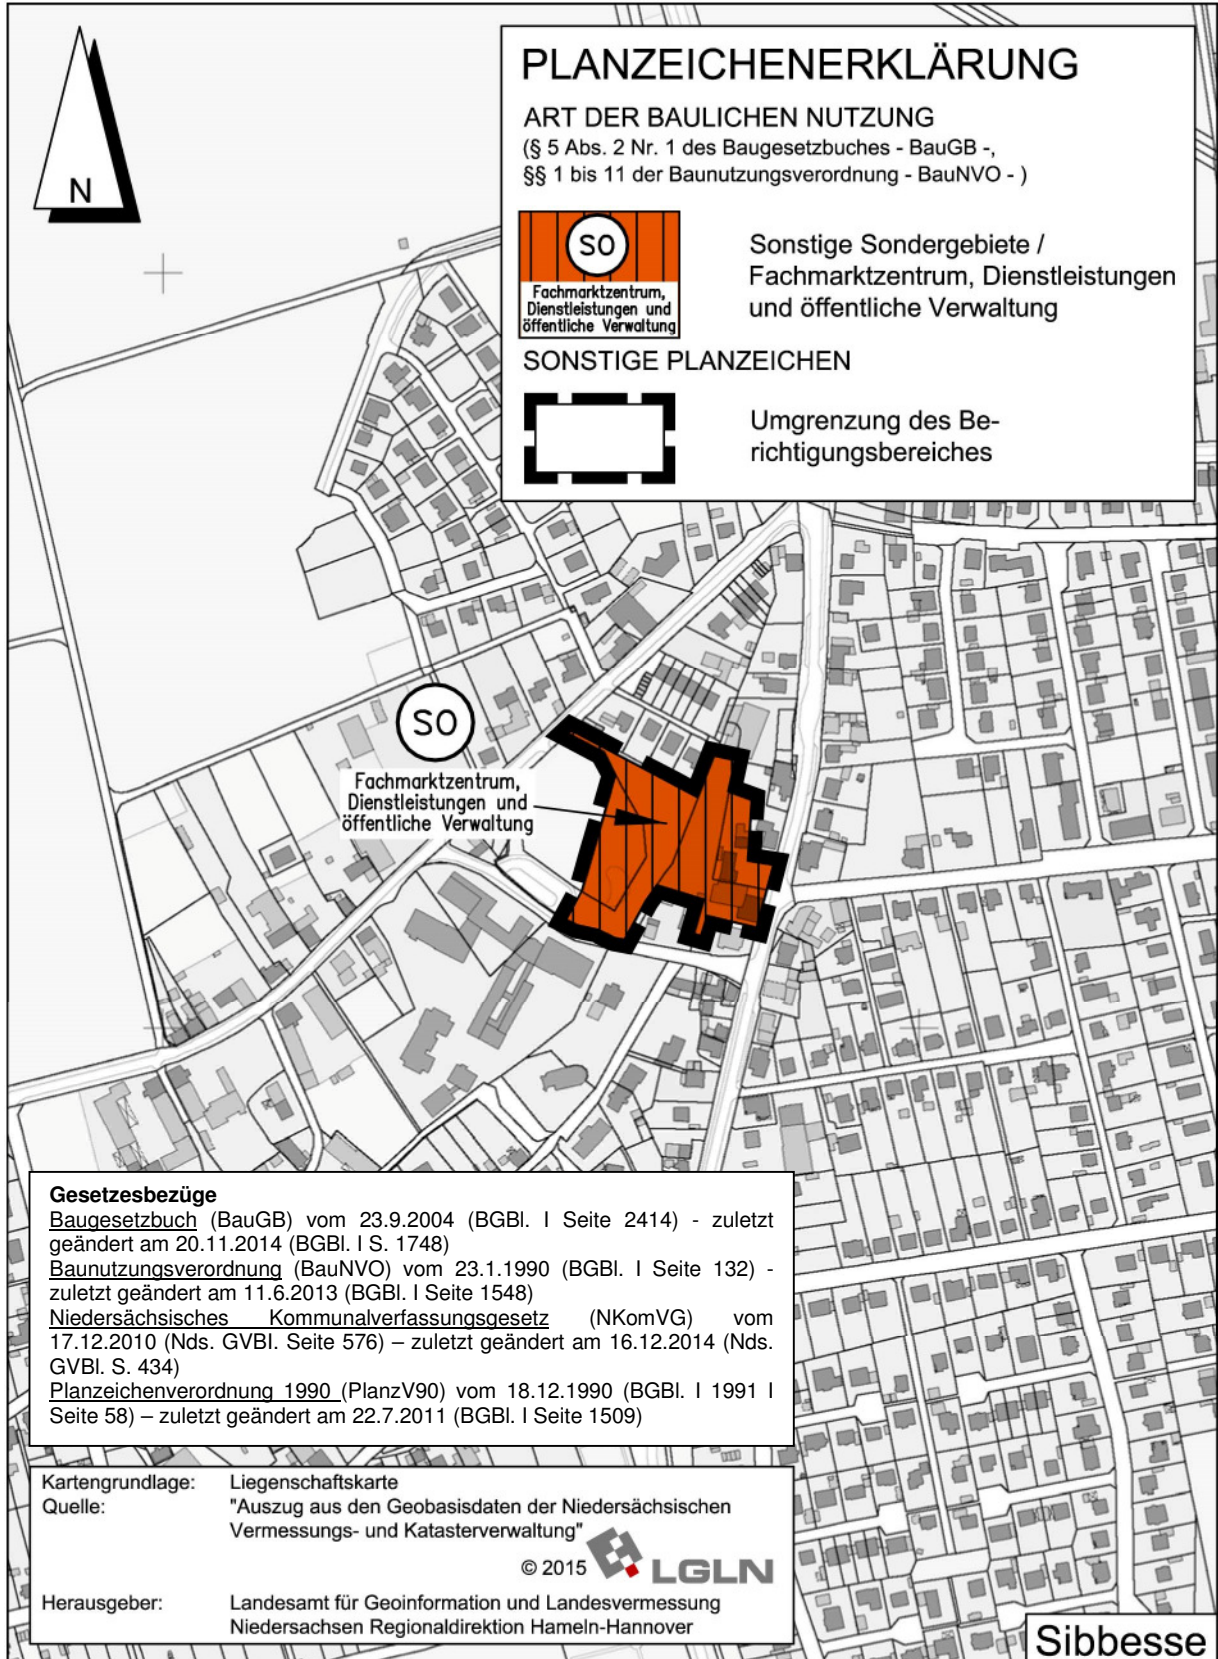 N
PLANZEICHENERKLÄRUNG
ART DER BAULICHEN NUTZUNG
(§ 5 Abs. 2 Nr. 1 des Baugesetzbuches - BauGB -,
§§ 1 bis 11 der Baunutzungsverordnung - BauNVO - )
SO
Fachmarktzentrum,
Dienstleistungen und
öffentliche Verwaltung
Sonstige Sondergebiete /
Fachmarktzentrum, Dienstleistungen
und öffentliche Verwaltung
SONSTIGE PLANZEICHEN
Umgrenzung des Be-
richtigungsbereiches
SO
Fachmarktzentrum,
Dienstleistungen und
öffentliche Verwaltung
Gesetzesbezüge
Baugesetzbuch (BauGB) vom 23.9.2004 (BGBl. I Seite 2414) - zuletzt
geändert am 20.11.2014 (BGBl. I S. 1748)
Baunutzungsverordnung (BauNVO) vom 23.1.1990 (BGBl. I Seite 132) -
zuletzt geändert am 11.6.2013 (BGBl. I Seite 1548)
Niedersächsisches Kommunalverfassungsgesetz (NKomVG) vom
17.12.2010 (Nds. GVBl. Seite 576) – zuletzt geändert am 16.12.2014 (Nds.
GVBl. S. 434)
Planzeichenverordnung 1990 (PlanzV90) vom 18.12.1990 (BGBl. I 1991 I
Seite 58) – zuletzt geändert am 22.7.2011 (BGBl. I Seite 1509)
Kartengrundlage: Liegenschaftskarte
Quelle: "Auszug aus den Geobasisdaten der Niedersächsischen
Vermessungs- und Katasterverwaltung"
© 2015 LGLN
Herausgeber: Landesamt für Geoinformation und Landesvermessung
Niedersachsen Regionaldirektion Hameln-Hannover
Sibbesse